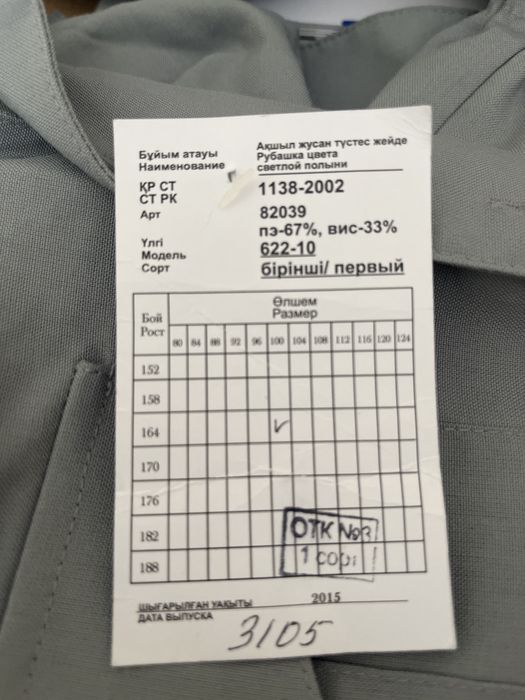 Бұйым атауы Ақшыл жусан түстес жейде
Наименование Рубашка цвета
светлой полыни
ҚР СТ 1138-2002
СТ РК
Арт 82039
пэ-67%, вис-33%
Үлгі
Модель 622-10
Сорт бірінші/ первый
Бой Өлшем
Рост Размер
80 84 88 92 96 100 104 108 112 116 120 124
152
158
164
170
176
182
188
ОТК №3
1 сорт
ШЫҒАРЫЛҒАН УАҚЫТЫ 2015
ДАТА ВЫПУСКА
3105